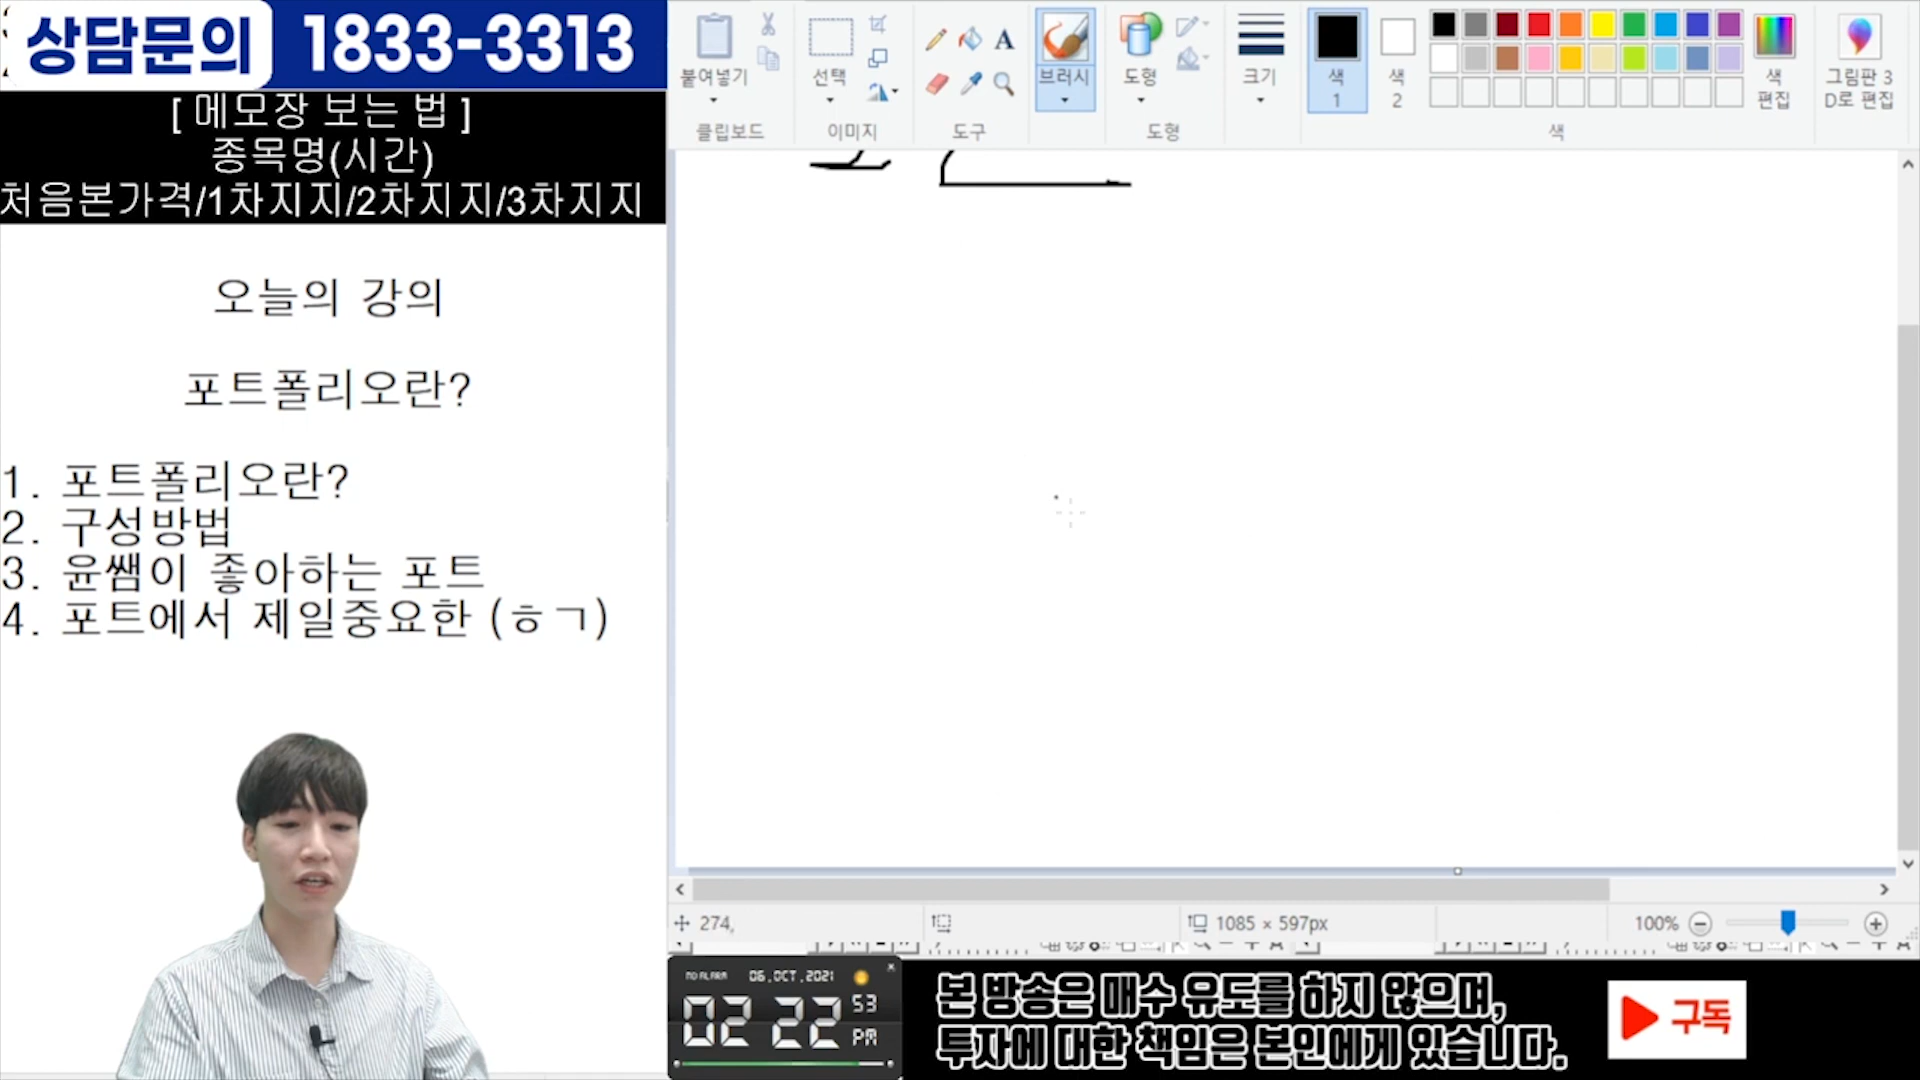 상담문의 1833-3313
[ 메모장 보는 법 ]
종목명(시간)
처음본가격/1차지지/2차지지/3차지지
오늘의 강의
포트폴리오란?
1. 포트폴리오란?
2. 구성방법
3. 윤쌤이 좋아하는 포트
4. 포트에서 제일중요한 (ㅎㄱ)
붙여넣기
클립보드
선택
이미지
도구
브러시
도형
도형
크기
색
1
색
2
색
편집
색
그림판 3
D로 편집
274,
1085 × 597px
100%
NO ALARM 06,OCT,2021
02 22 53 PM
본 방송은 매수 유도를 하지 않으며,
투자에 대한 책임은 본인에게 있습니다.
구독